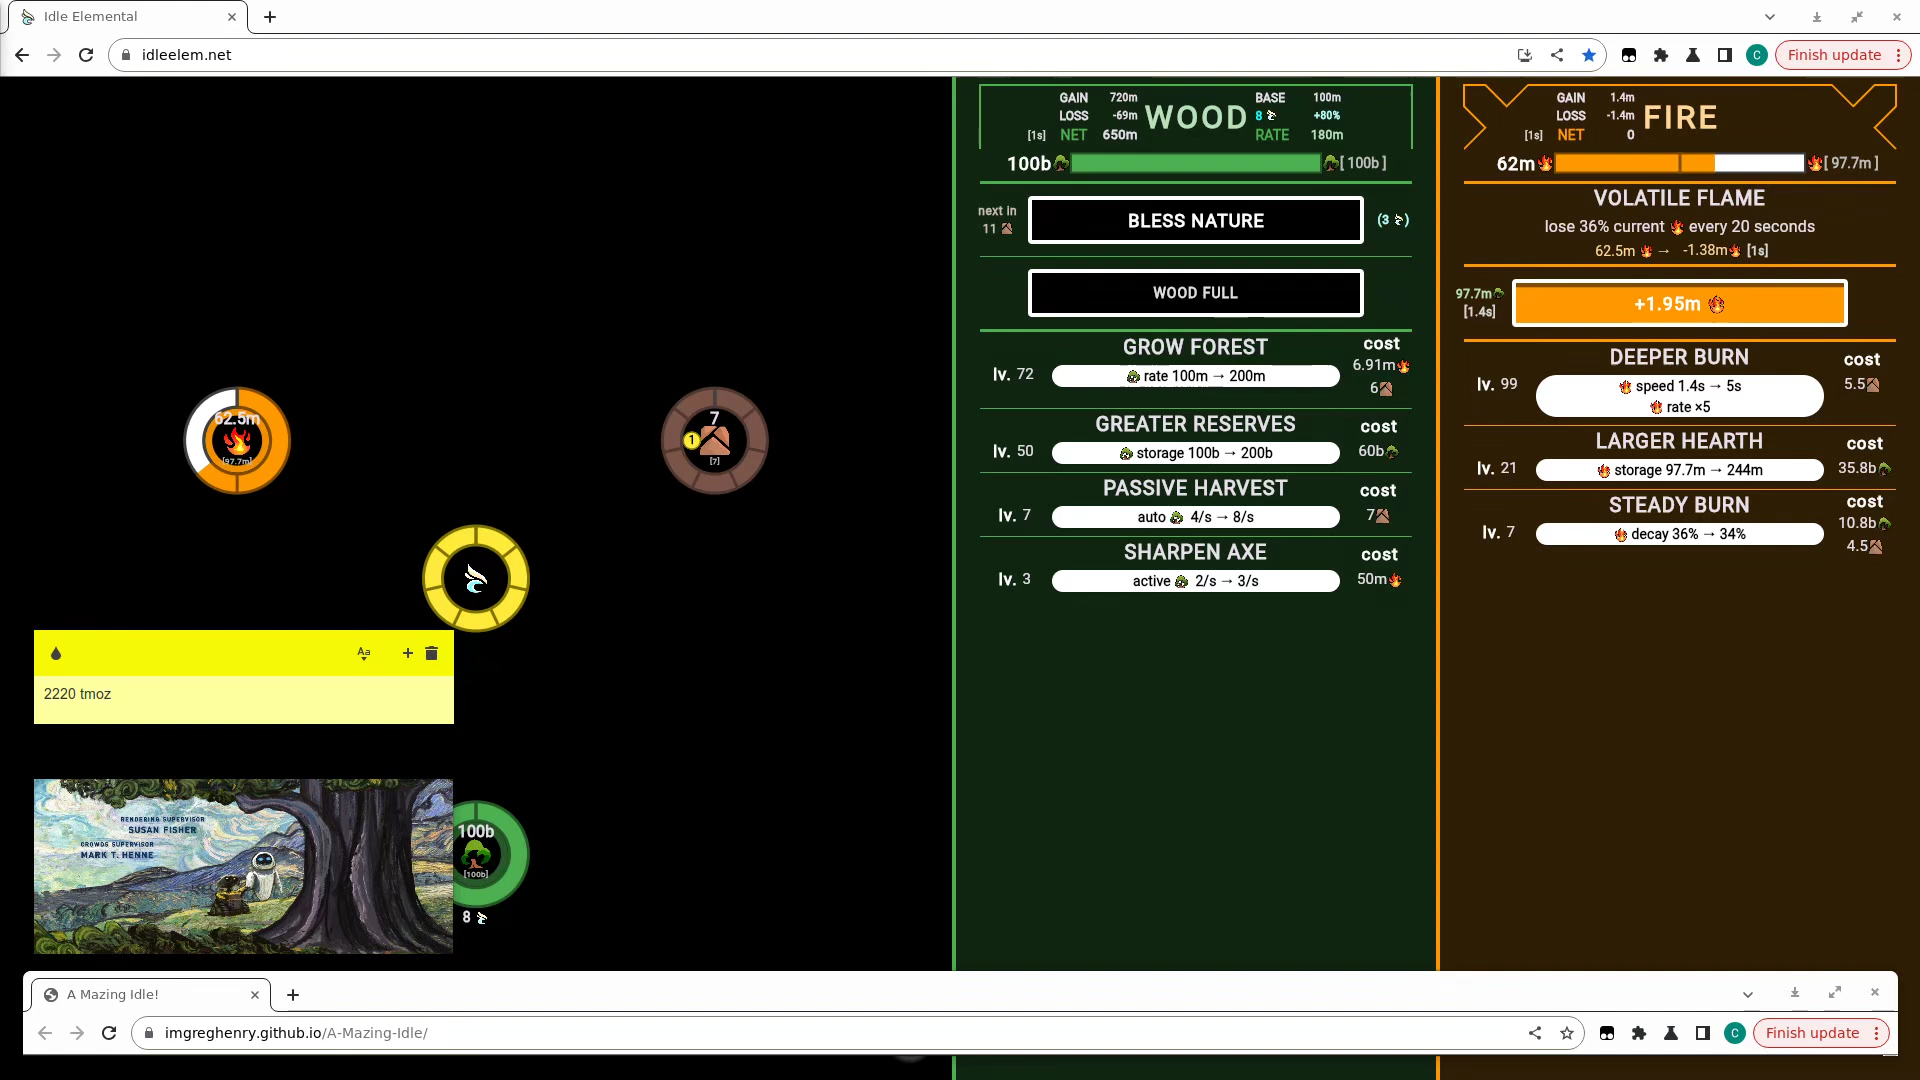 Idle Elemental
idleelem.net
Finish update
C
GAIN 720m
LOSS -69m
[1s] NET 650m
WOOD
BASE 100m
8 +80%
RATE 180m
100b [ 100b ]
next in
11
BLESS NATURE
(3 )
WOOD FULL
GROW FOREST
cost
lv. 72
rate 100m → 200m
6.91m
6
GREATER RESERVES
cost
lv. 50
storage 100b → 200b
60b
PASSIVE HARVEST
cost
lv. 7
auto 4/s → 8/s
7
SHARPEN AXE
cost
lv. 3
active 2/s → 3/s
50m
GAIN 1.4m
LOSS -1.4m
[1s] NET 0
FIRE
62m [ 97.7m ]
VOLATILE FLAME
lose 36% current every 20 seconds
62.5m → -1.38m [1s]
97.7m
[1.4s]
+1.95m
DEEPER BURN
cost
lv. 99
speed 1.4s → 5s
rate ×5
5.5
LARGER HEARTH
cost
lv. 21
storage 97.7m → 244m
35.8b
STEADY BURN
cost
lv. 7
decay 36% → 34%
10.8b
4.5
62.5m
[97.7m]
7
1
[7]
Aa
2220 tmoz
RENDERING SUPERVISOR
SUSAN FISHER
CROWDS SUPERVISOR
MARK T. HENNE
100b
[100b]
8
A Mazing Idle!
imgreghenry.github.io/A-Mazing-Idle/
C
Finish update